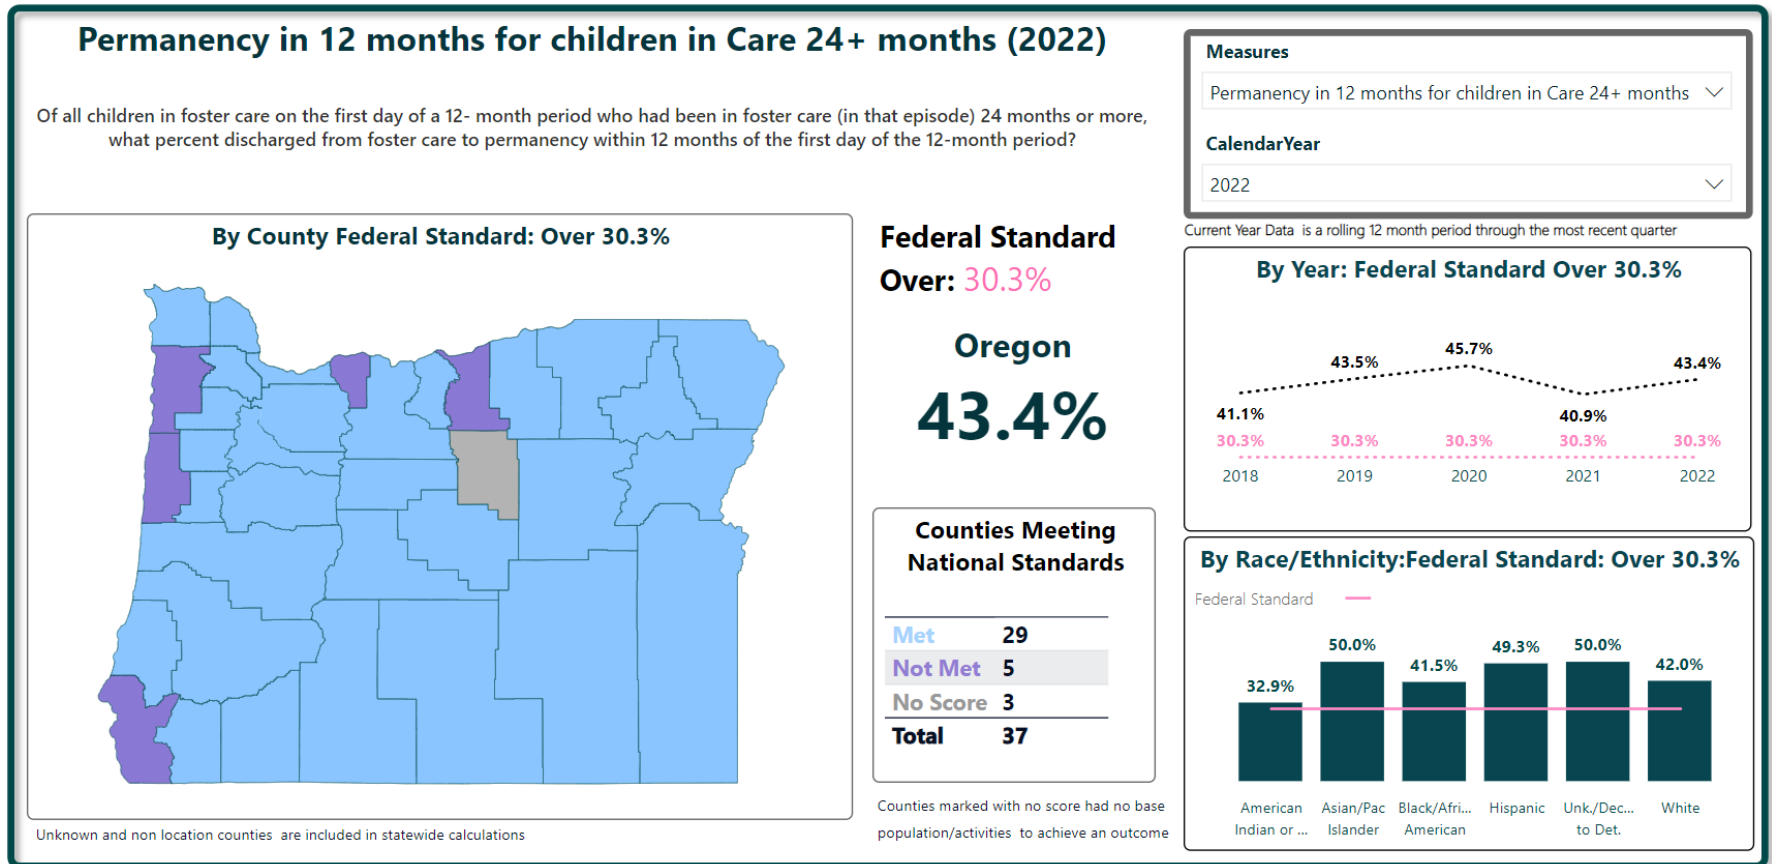 Permanency in 12 months for children in Care 24+ months (2022)
Of all children in foster care on the first day of a 12- month period who had been in foster care (in that episode) 24 months or more,
what percent discharged from foster care to permanency within 12 months of the first day of the 12-month period?
Measures
Permanency in 12 months for children in Care 24+ months
CalendarYear
2022
Current Year Data is a rolling 12 month period through the most recent quarter
By County Federal Standard: Over 30.3%
Unknown and non location counties are included in statewide calculations
Federal Standard
Over: 30.3%
Oregon
43.4%
Counties Meeting
National Standards
Met 29
Not Met 5
No Score 3
Total 37
Counties marked with no score had no base
population/activities to achieve an outcome
By Year: Federal Standard Over 30.3%
41.1% 43.5% 45.7% 40.9% 43.4%
30.3% 30.3% 30.3% 30.3% 30.3%
2018 2019 2020 2021 2022
By Race/Ethnicity:Federal Standard: Over 30.3%
Federal Standard
32.9% 50.0% 41.5% 49.3% 50.0% 42.0%
American Asian/Pac Black/Afri... Hispanic Unk./Dec... White
Indian or ... Islander American to Det.